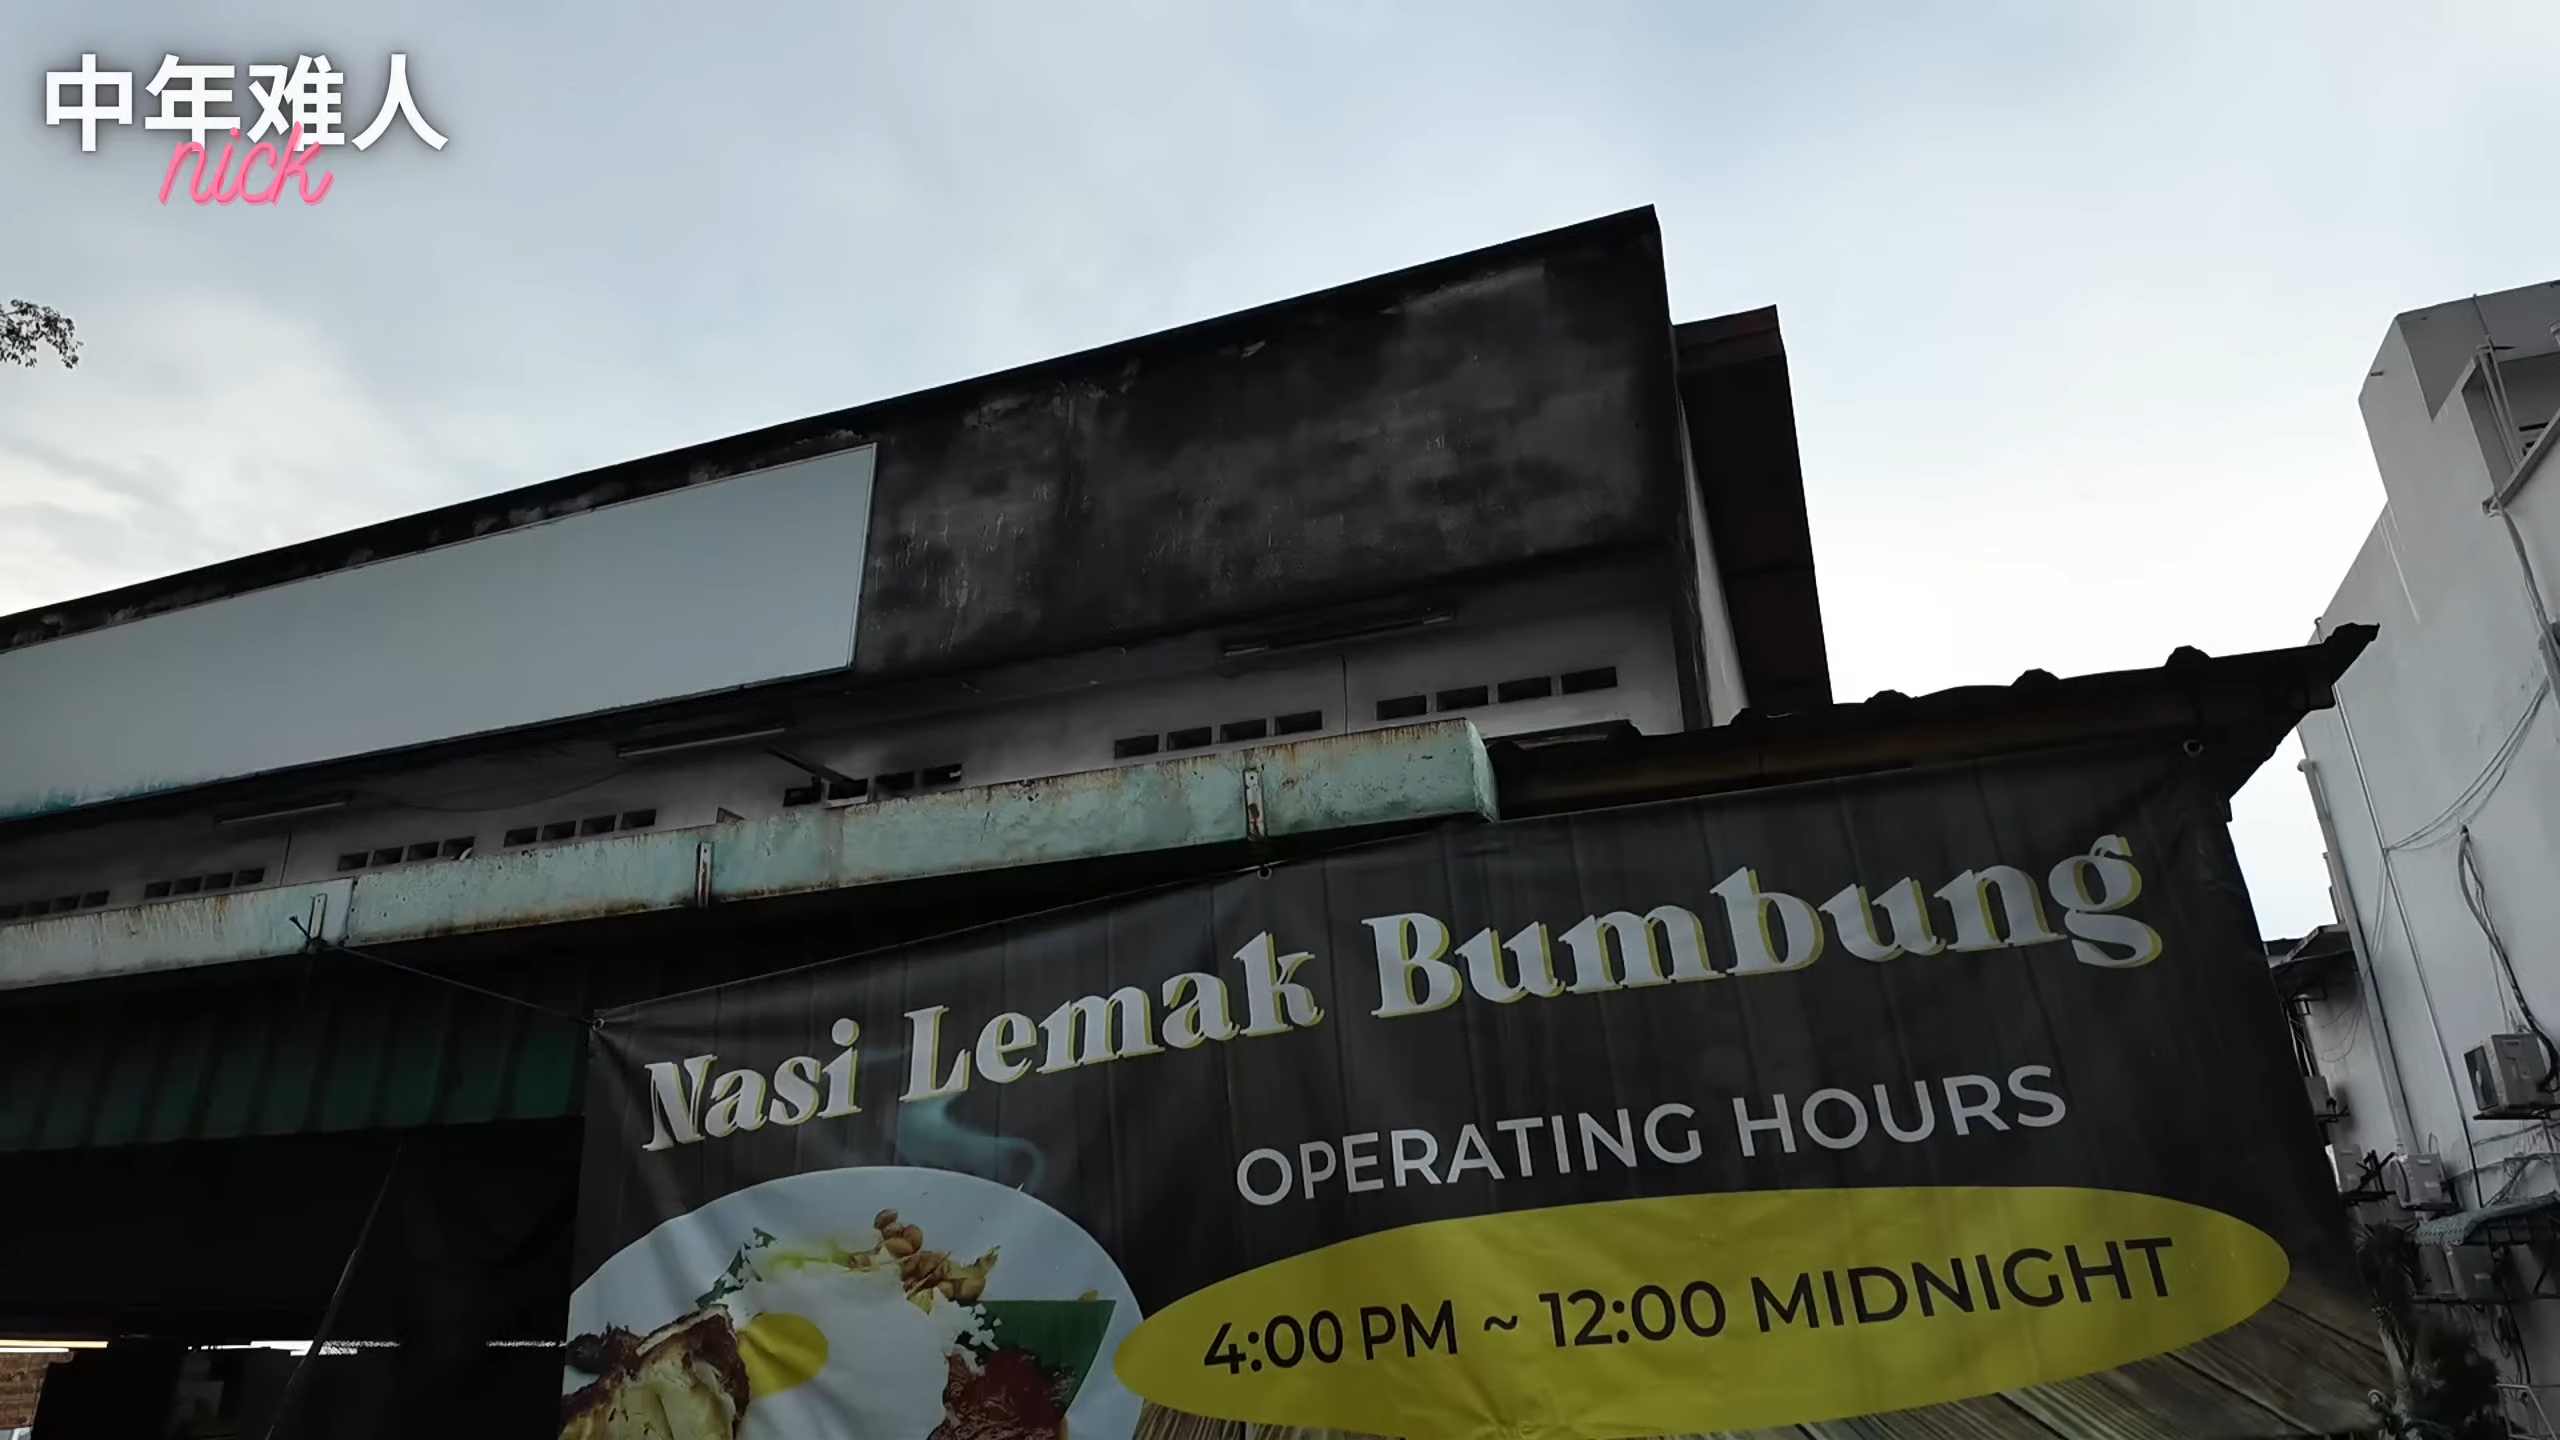 中年难人
nick
Nasi Lemak Bumbung
OPERATING HOURS
4:00 PM ~ 12:00 MIDNIGHT